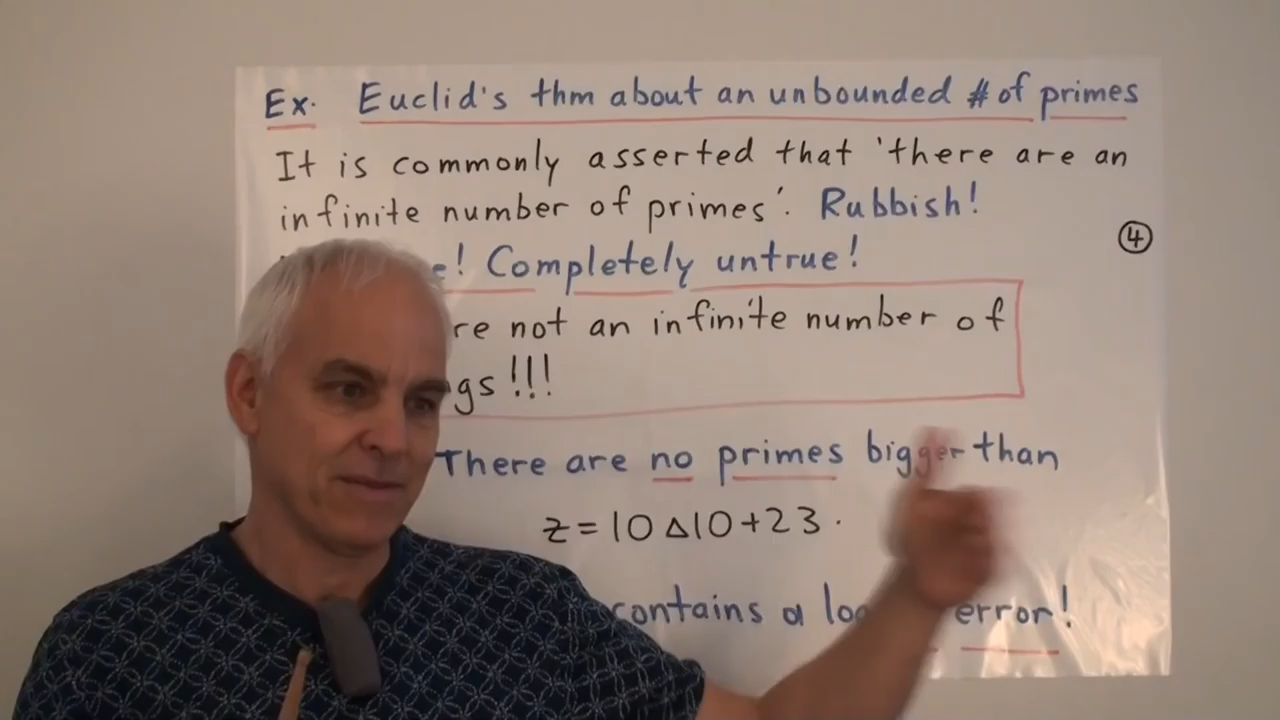 Ex. Euclid's thm about an unbounded # of primes
It is commonly asserted that 'there are an
infinite number of primes'. Rubbish!
④
e! Completely untrue!
re not an infinite number of
gs!!!
There are no primes bigger than
z = 10 △ 10 + 23.
contains a error!